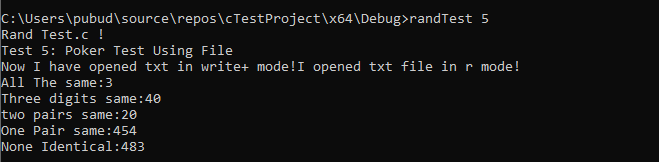 C:\Users\pubud\source\repos\cTestProject\x64\Debug>randTest 5
Rand Test.c !
Test 5: Poker Test Using File
Now I have opened txt in write+ mode!I opened txt file in r mode!
All The same:3
Three digits same:40
two pairs same:20
One Pair same:454
None Identical:483